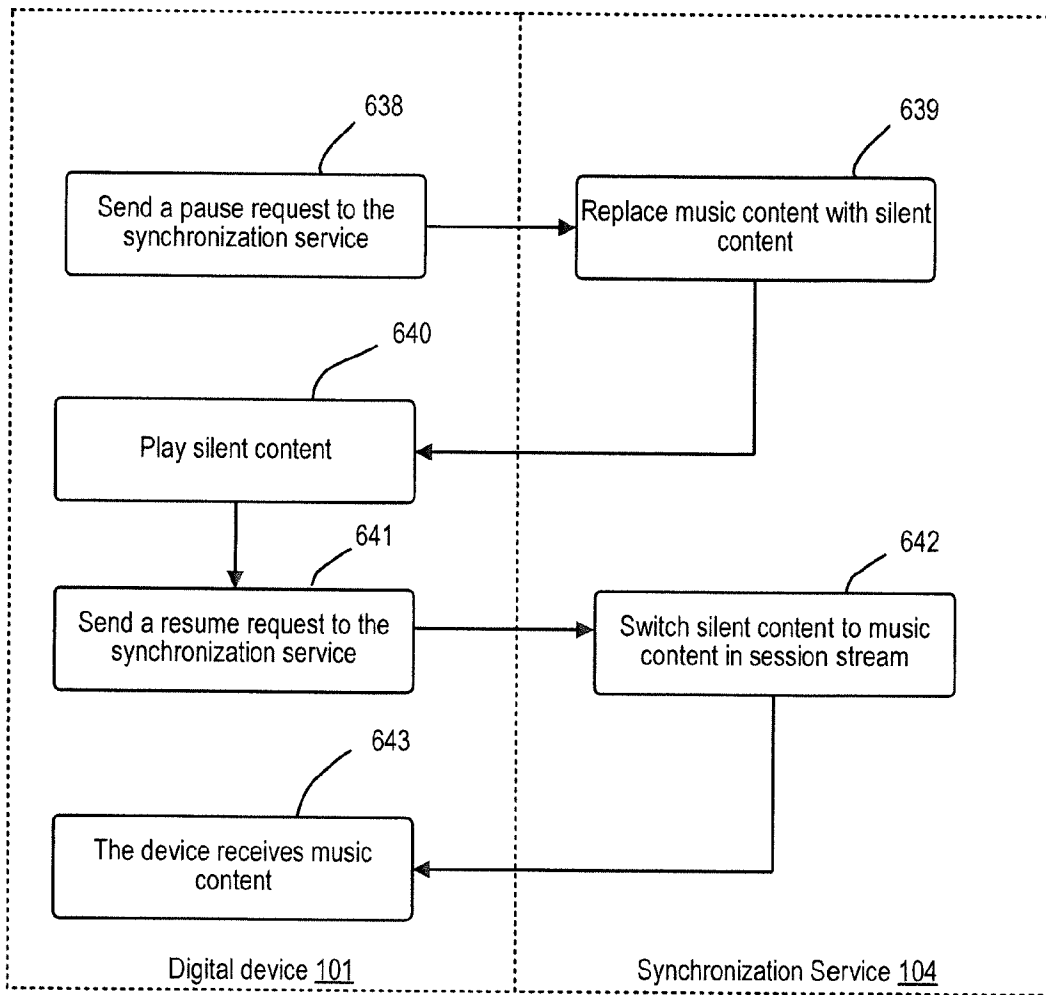 638
639
Send a pause request to the
synchronization service
Replace music content with silent
content
640
Play silent content
641
642
Send a resume request to the
synchronization service
Switch silent content to music
content in session stream
643
The device receives music
content
Digital device 101
Synchronization Service 104